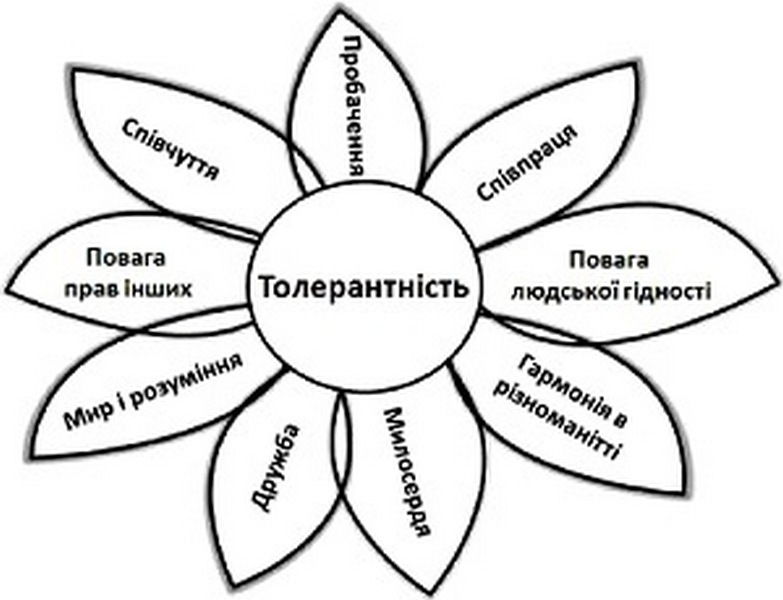 Пробачення
Співпраця
Повага
людської гідності
Гармонія в
різноманітті
Милосердя
Дружба
Мир і розуміння
Повага
прав інших
Співчуття
Толерантність